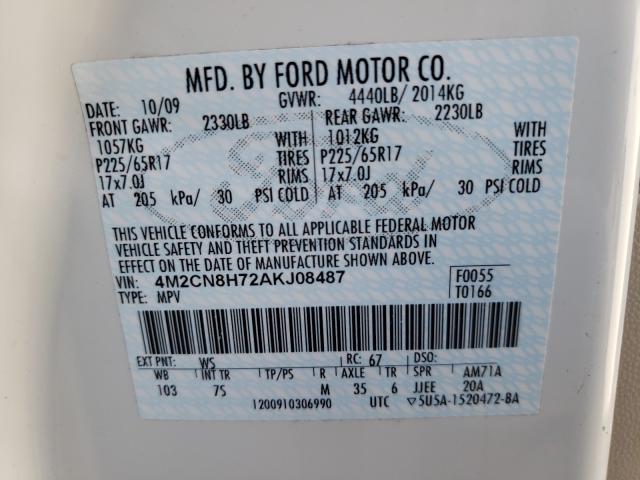 MFD. BY FORD MOTOR CO.
DATE: 10/09 GVWR: 4440LB/ 2014KG
FRONT GAWR: 2330LB REAR GAWR: 2230LB
1057KG WITH 1012KG WITH
P225/65R17 TIRES P225/65R17 TIRES
17x7.0J RIMS 17x7.0J RIMS
AT 205 kPa/ 30 PSI COLD AT 205 kPa/ 30 PSI COLD
THIS VEHICLE CONFORMS TO ALL APPLICABLE FEDERAL MOTOR
VEHICLE SAFETY AND THEFT PREVENTION STANDARDS IN
EFFECT ON THE DATE OF MANUFACTURE SHOWN ABOVE.
VIN: 4M2CN8H72AKJ08487 F0055
TYPE: MPV T0166
EXT PNT: WS RC: 67 DSO:
WB INT TR TP/PS R AXLE TR SPR AM71A
103 7S M 35 6 JJEE 20A
1200910306990 UTC ▽5U5A-1520472-BA